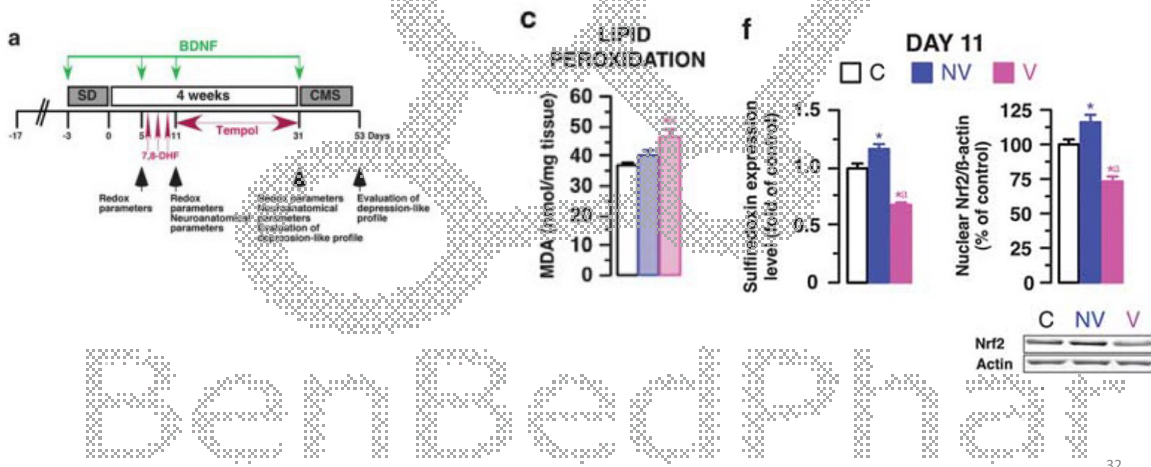 a
BDNF
SD
4 weeks
CMS
-17
-3
0
5
11
31
53 Days
Tempol
7,8-DHF
Redox
parameters
Redox
parameters
Neuroanatomical
parameters
Redox parameters
Neuroanatomical
parameters
Evaluation of
depression-like profile
Evaluation of
depression-like
profile
c
LIPID
PEROXIDATION
MDA (nmol/mg tissue)
60
50
40
30
20
10
0
f
DAY 11
C NV V
Sulfiredoxin expression
level (fold of control)
1.5
1.0
0.5
0
*
*a
Nuclear Nrf2/ß-actin
(% of control)
125
100
75
50
25
0
*
*a
C NV V
Nrf2
Actin
BenBedPhar
32